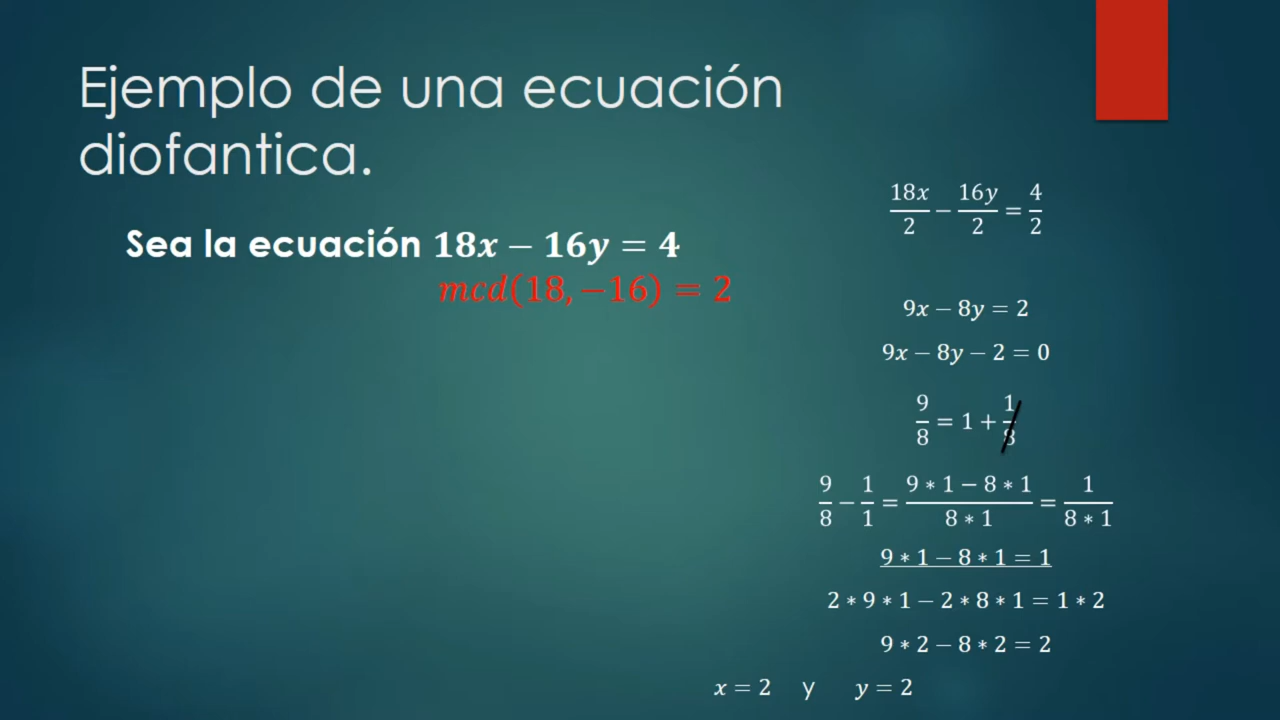 Ejemplo de una ecuación
diofantica.
Sea la ecuación 18x − 16y = 4
mcd(18, −16) = 2
18x/2 − 16y/2 = 4/2
9x − 8y = 2
9x − 8y − 2 = 0
9/8 = 1 + 1/8
9/8 − 1/1 = (9 ∗ 1 − 8 ∗ 1)/(8 ∗ 1) = 1/(8 ∗ 1)
9 ∗ 1 − 8 ∗ 1 = 1
2 ∗ 9 ∗ 1 − 2 ∗ 8 ∗ 1 = 1 ∗ 2
9 ∗ 2 − 8 ∗ 2 = 2
x = 2 y y = 2